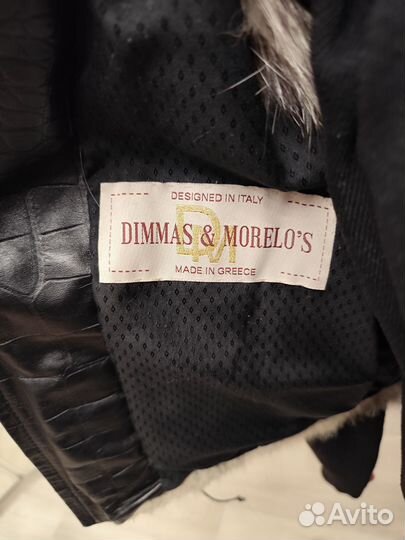 DESIGNED IN ITALY
DM
DIMMAS & MORELO'S
MADE IN GREECE
Avito